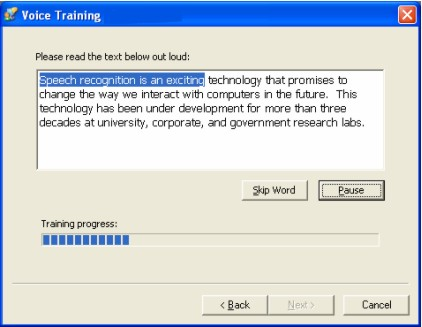 Voice Training
Please read the text below out loud:
Speech recognition is an exciting technology that promises to
change the way we interact with computers in the future. This
technology has been under development for more than three
decades at university, corporate, and government research labs.
Skip Word
Pause
Training progress:
< Back
Next >
Cancel